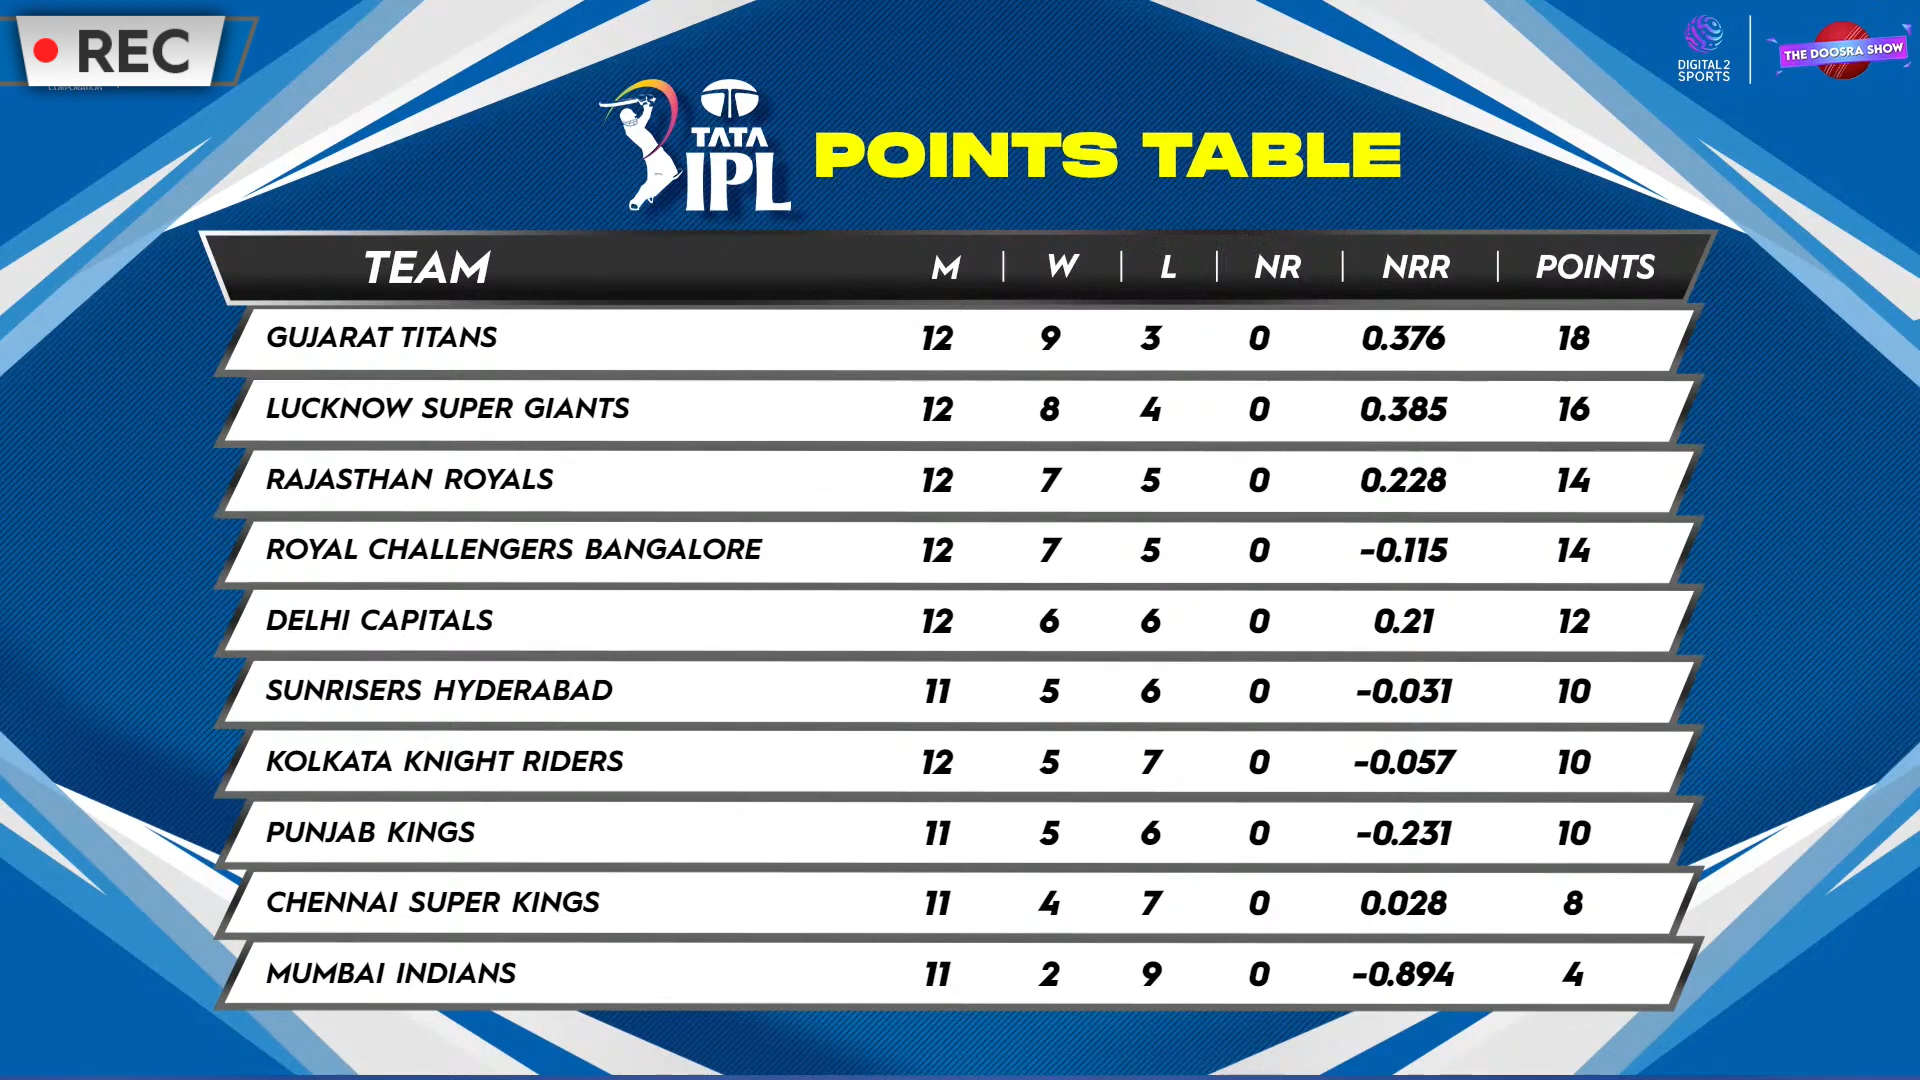 REC
DIGITAL2
SPORTS
THE DOOSRA SHOW
TATA
IPL
POINTS TABLE
TEAM M W L NR NRR POINTS
GUJARAT TITANS 12 9 3 0 0.376 18
LUCKNOW SUPER GIANTS 12 8 4 0 0.385 16
RAJASTHAN ROYALS 12 7 5 0 0.228 14
ROYAL CHALLENGERS BANGALORE 12 7 5 0 -0.115 14
DELHI CAPITALS 12 6 6 0 0.21 12
SUNRISERS HYDERABAD 11 5 6 0 -0.031 10
KOLKATA KNIGHT RIDERS 12 5 7 0 -0.057 10
PUNJAB KINGS 11 5 6 0 -0.231 10
CHENNAI SUPER KINGS 11 4 7 0 0.028 8
MUMBAI INDIANS 11 2 9 0 -0.894 4